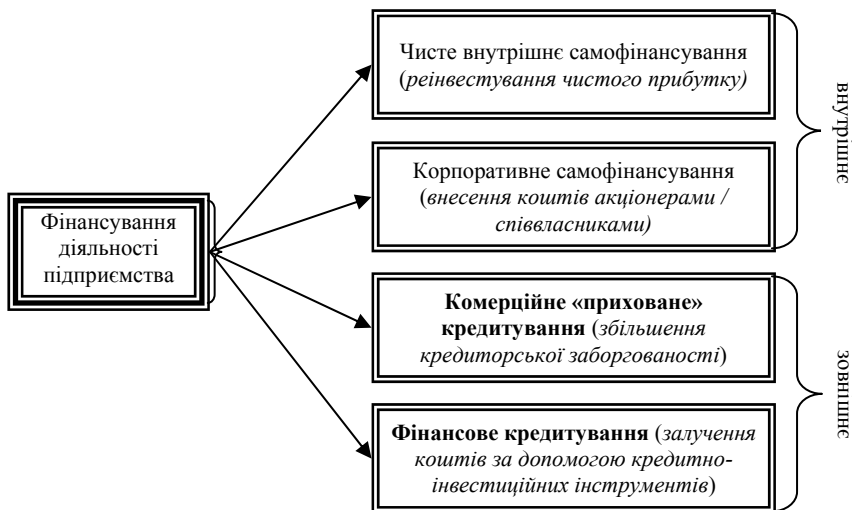 Чисте внутрішнє самофінансування
(реінвестування чистого прибутку)
внутрішнє
Корпоративне самофінансування
(внесення коштів акціонерами /
співвласниками)
Фінансування
діяльності
підприємства
Комерційне «приховане»
кредитування (збільшення
кредиторської заборгованості)
зовнішнє
Фінансове кредитування (залучення
коштів за допомогою кредитно-
інвестиційних інструментів)